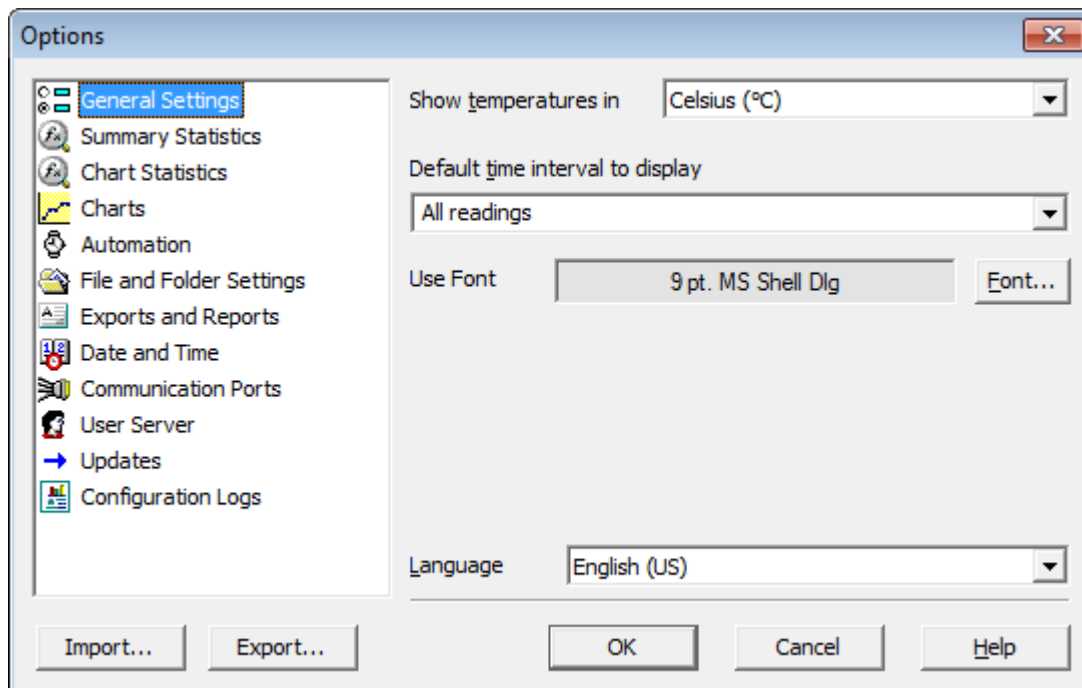 Options
General Settings
Summary Statistics
Chart Statistics
Charts
Automation
File and Folder Settings
Exports and Reports
Date and Time
Communication Ports
User Server
Updates
Configuration Logs
Show temperatures in Celsius (°C)
Default time interval to display
All readings
Use Font 9 pt. MS Shell Dlg Font...
Language English (US)
Import... Export... OK Cancel Help